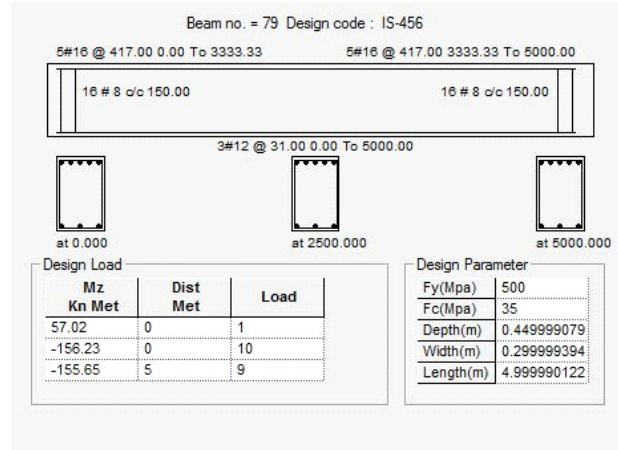 Beam no. = 79 Design code : IS-456
5#16 @ 417.00 0.00 To 3333.33 5#16 @ 417.00 3333.33 To 5000.00
16 # 8 c/c 150.00 16 # 8 c/c 150.00
3#12 @ 31.00 0.00 To 5000.00
at 0.000 at 2500.000 at 5000.000
Design Load Design Parameter
Mz Kn Met Dist Met Load
57.02 0 1
-156.23 0 10
-155.65 5 9
Fy(Mpa) 500
Fc(Mpa) 35
Depth(m) 0.449999079
Width(m) 0.299999394
Length(m) 4.999990122